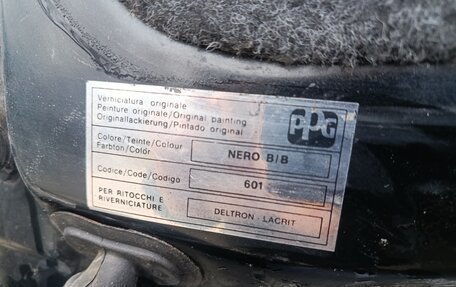 Verniciatura originale
Peinture originale/Original painting
Originallackierung/Pintado original
PPG
Colore/Teinte/Colour
Farbton/Color
NERO B/B
Codice/Code/Codigo
601
PER RITOCCHI E
RIVERNICIATURE
DELTRON - LACRIT